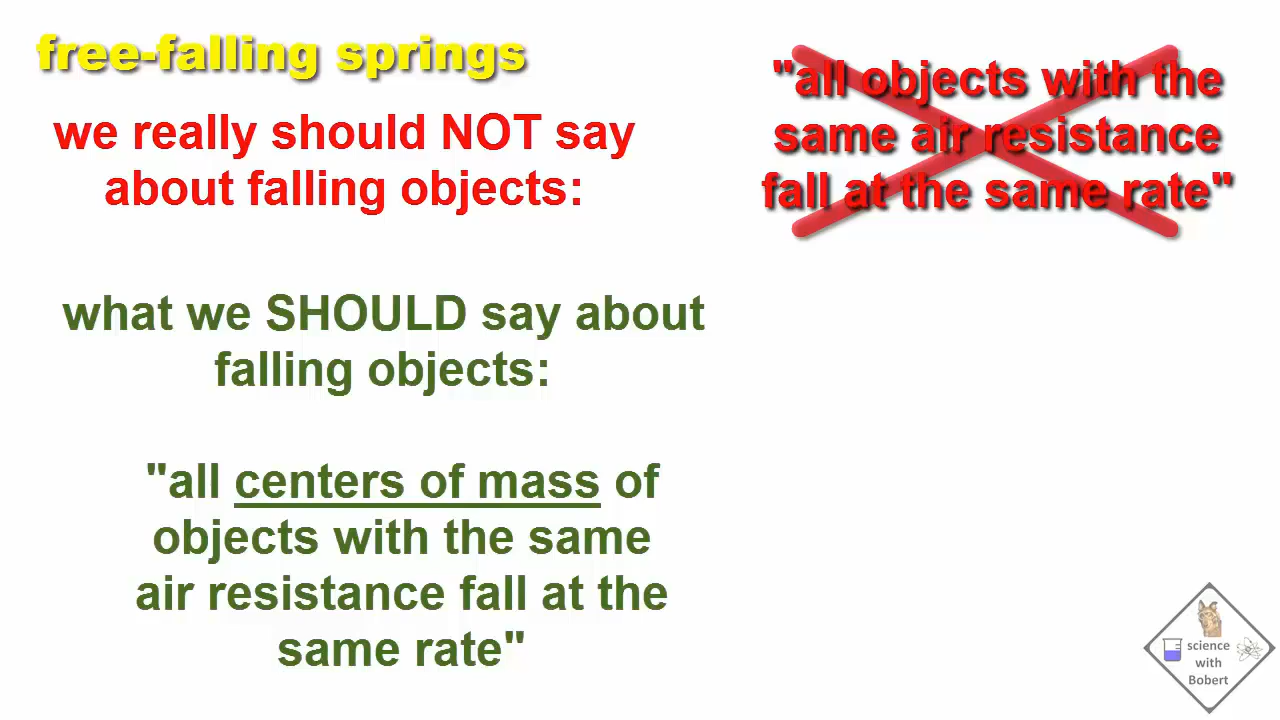 free-falling springs
we really should NOT say
about falling objects:
"all objects with the
same air resistance
fall at the same rate"
what we SHOULD say about
falling objects:
"all centers of mass of
objects with the same
air resistance fall at the
same rate"
science
with
Bobert